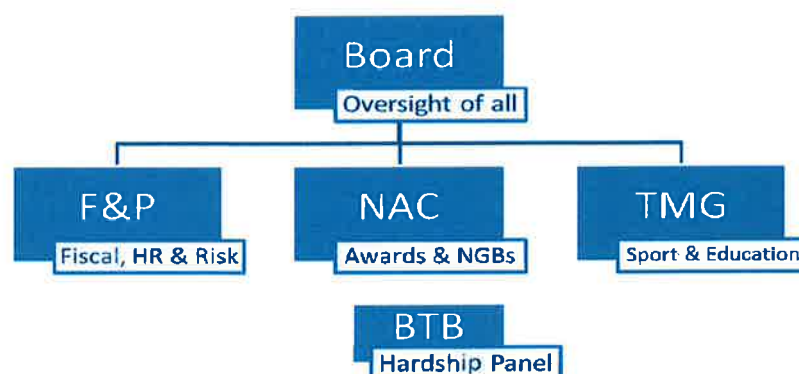 Board
Oversight of all
F&P
Fiscal, HR & Risk
NAC
Awards & NGBs
TMG
Sport & Education
BTB
Hardship Panel